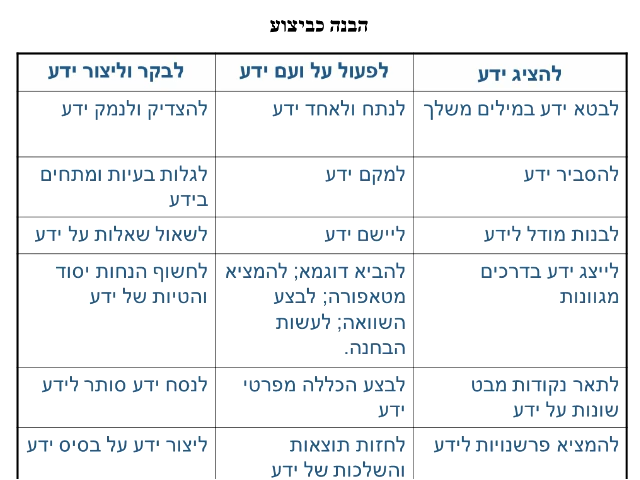 הבנה כביצוע
להציג ידע
לפעול על ועם ידע
לבקר וליצור ידע
לבטא ידע במילים משלך
לנתח ולאחד ידע
להצדיק ולנמק ידע
להסביר ידע
למקם ידע
לגלות בעיות ומתחים
בידע
לבנות מודל לידע
ליישם ידע
לשאול שאלות על ידע
לייצג ידע בדרכים
מגוונות
להביא דוגמא; להמציא
מטאפורה; לבצע
השוואה; לעשות
הבחנה.
לחשוף הנחות יסוד
והטיות של ידע
לתאר נקודות מבט
שונות על ידע
לבצע הכללה מפרטי
ידע
לנסח ידע סותר לידע
להמציא פרשנויות לידע
לחזות תוצאות
והשלכות של ידע
ליצור ידע על בסיס ידע